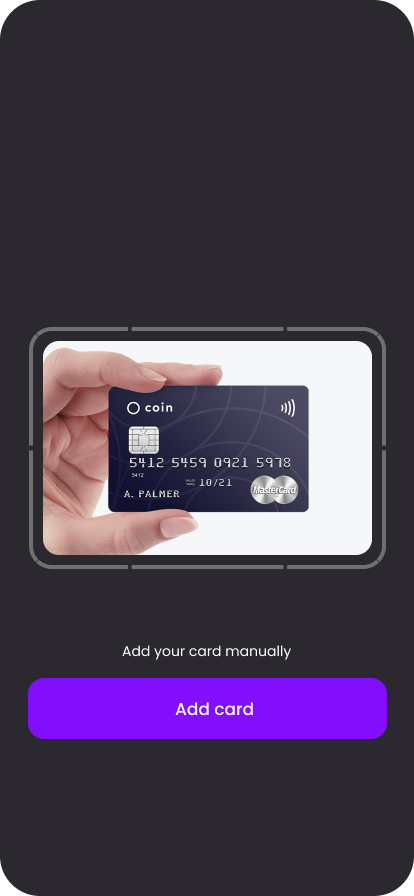 coin
5412 5459 0921 5978
5412
VALID
THRU
10/21
A. PALMER
MasterCard
Add your card manually
Add card